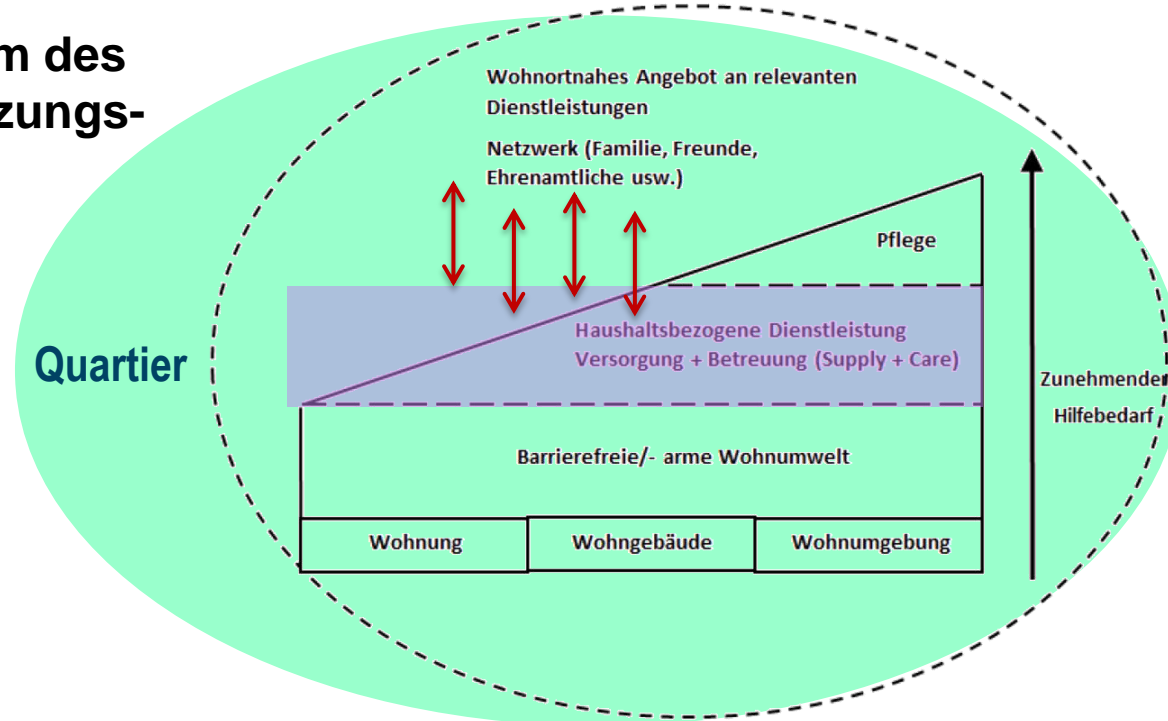 m des
zungs-
Wohnortnahes Angebot an relevanten
Dienstleistungen
Netzwerk (Familie, Freunde,
Ehrenamtliche usw.)
Pflege
Haushaltsbezogene Dienstleistung
Versorgung + Betreuung (Supply + Care)
Quartier
Zunehmender
Hilfebedarf
Barrierefreie/- arme Wohnumwelt
Wohnung
Wohngebäude
Wohnumgebung